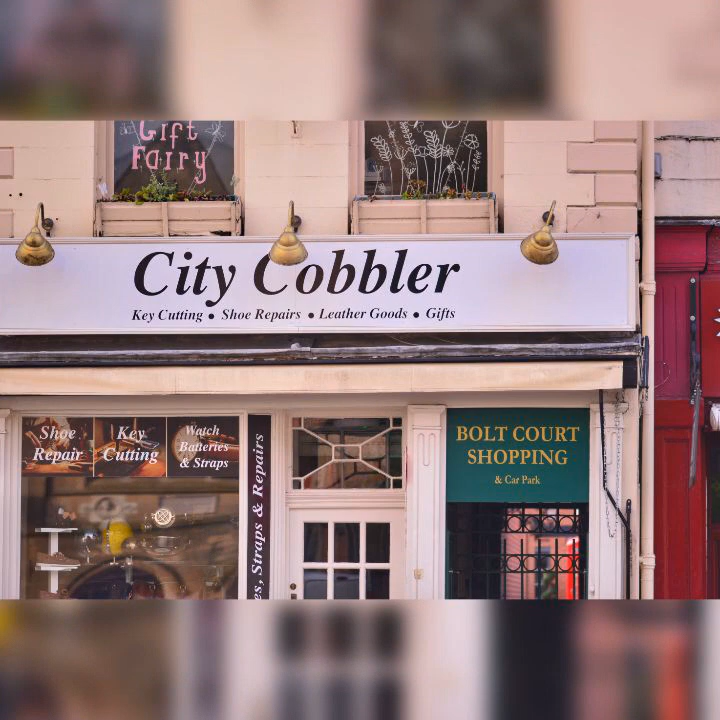 Gift
Fairy
City Cobbler
Key Cutting • Shoe Repairs • Leather Goods • Gifts
Shoe
Repair
Key
Cutting
Watch
Batteries
& Straps
Straps & Repairs
BOLT COURT
SHOPPING
& Car Park